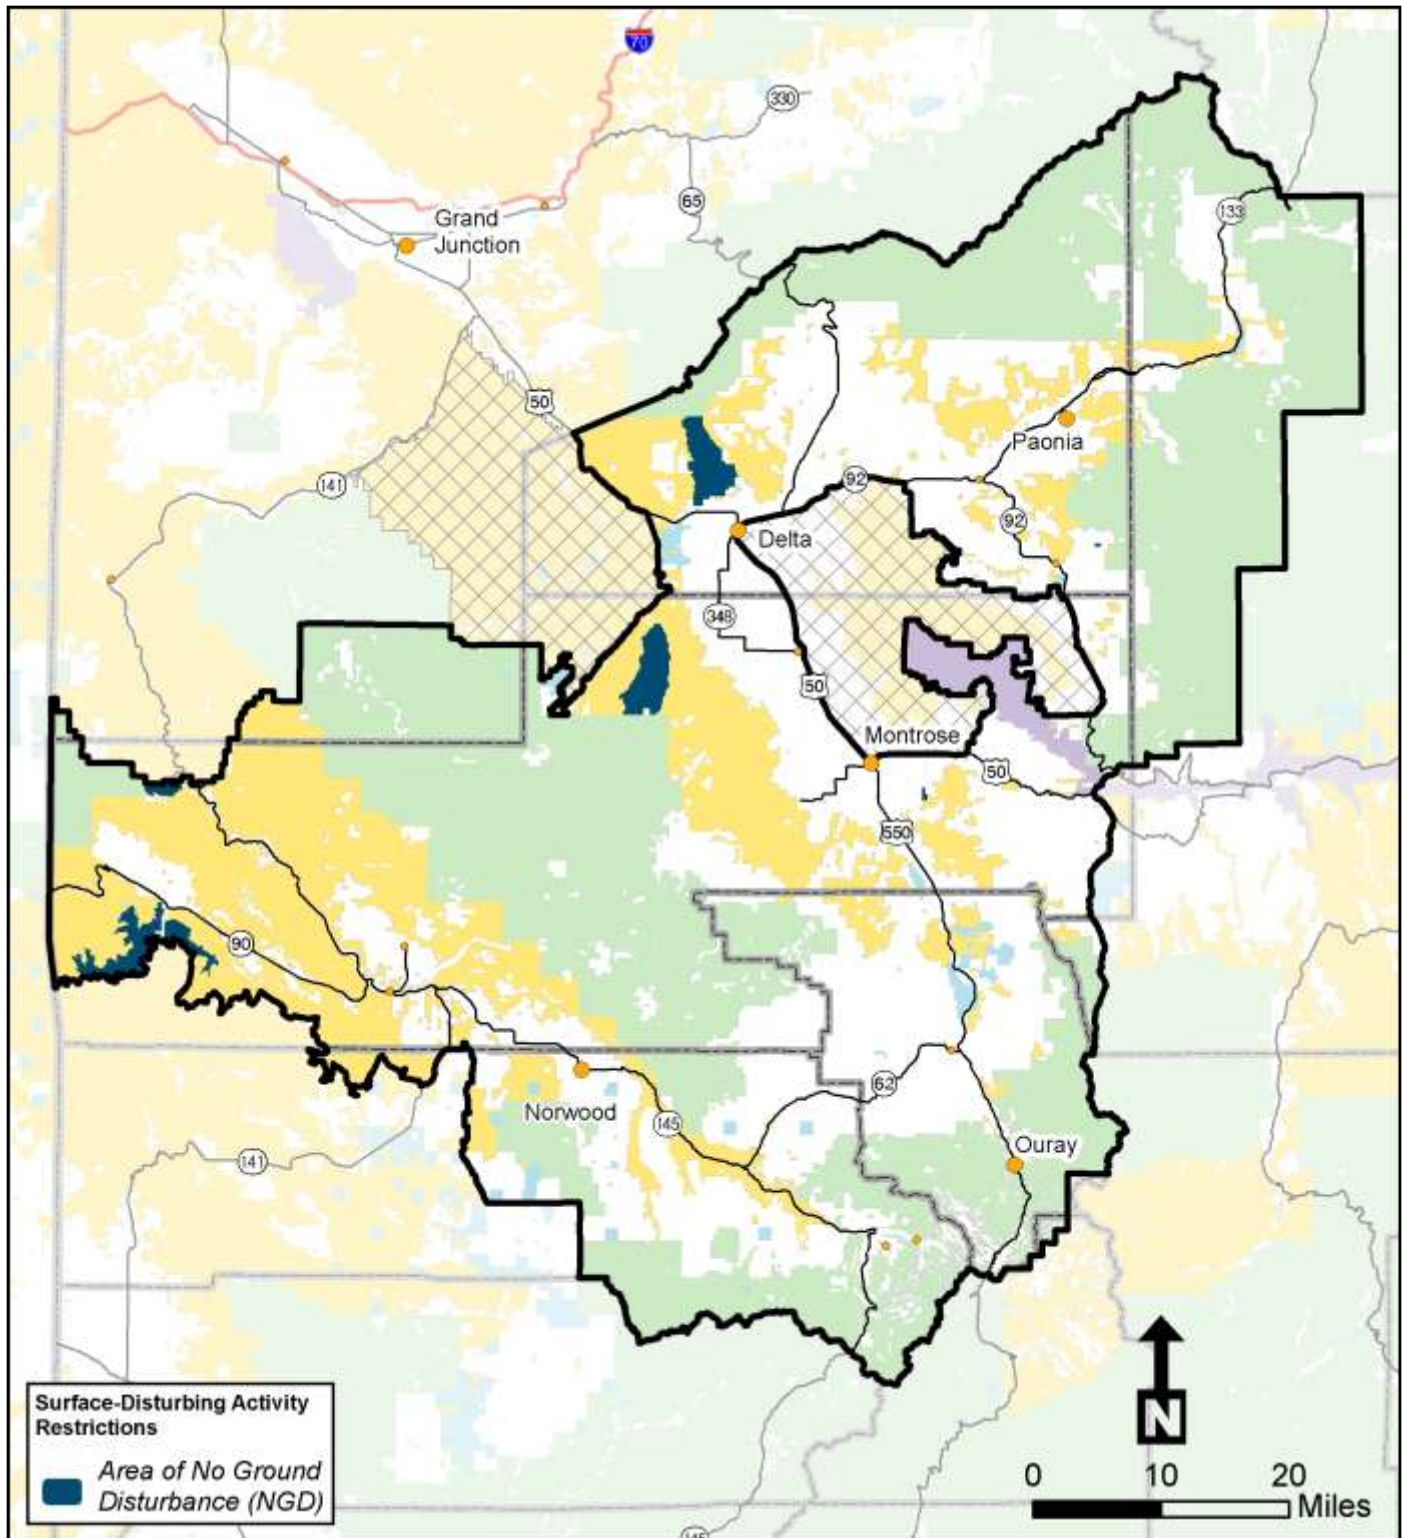 70
330
65
133
Grand
Junction
50
Paonia
141
92
92
Delta
348
50
Montrose
50
550
90
62
Norwood
145
Ouray
141
N
Surface-Disturbing Activity
Restrictions
Area of No Ground
Disturbance (NGD)
0 10 20
Miles
145